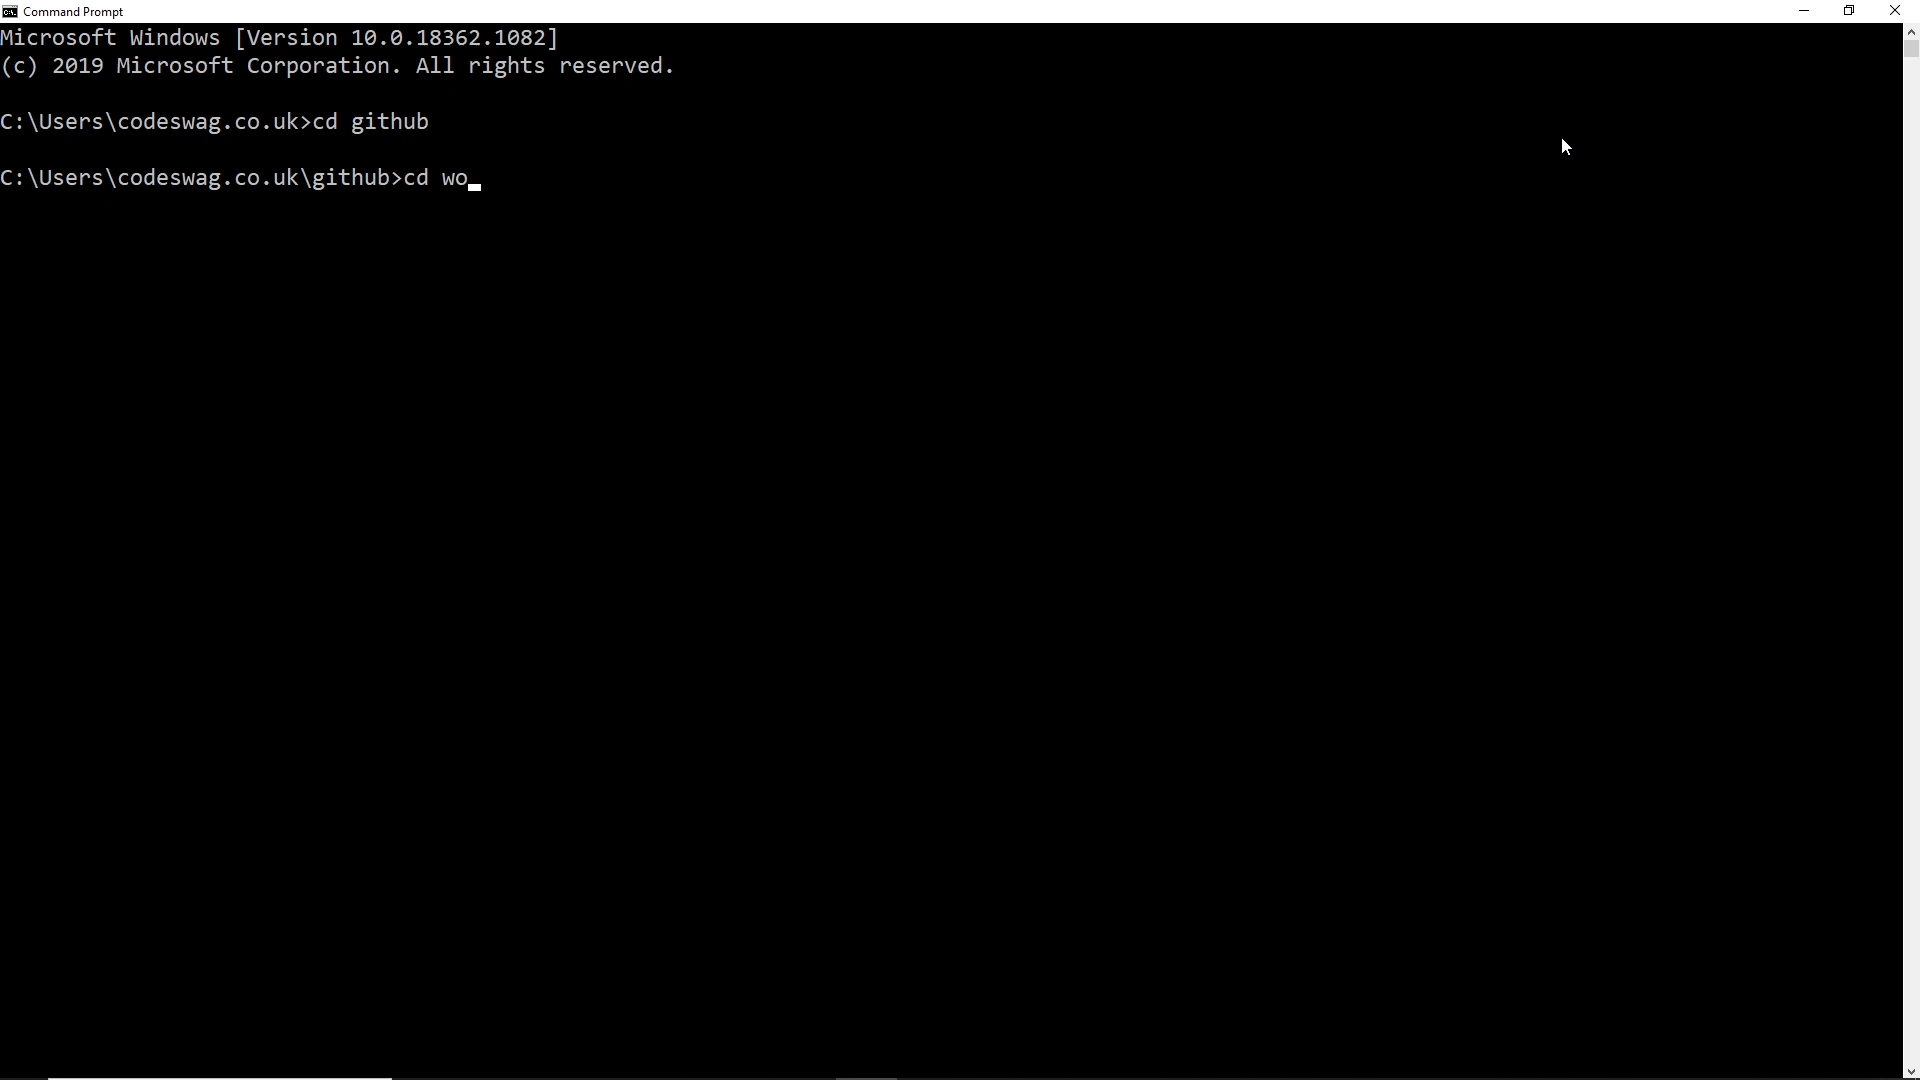 Command Prompt
Microsoft Windows [Version 10.0.18362.1082]
(c) 2019 Microsoft Corporation. All rights reserved.
C:\Users\codeswag.co.uk>cd github
C:\Users\codeswag.co.uk\github>cd wo